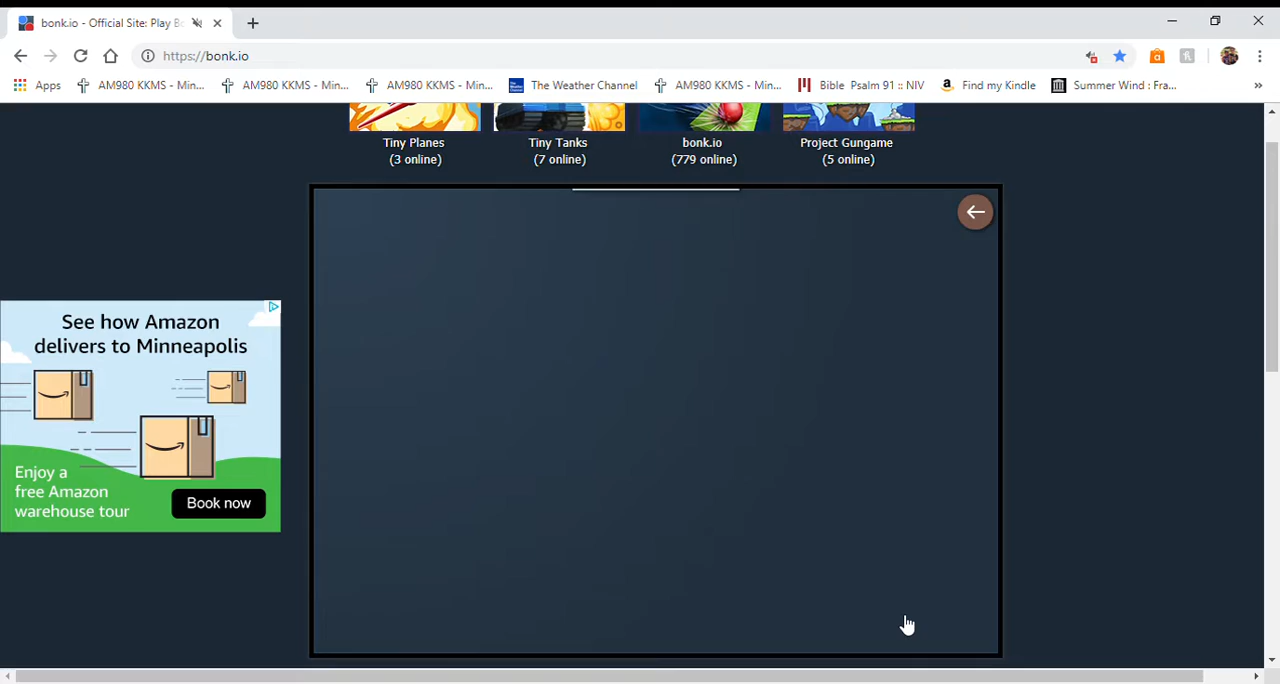 bonk.io - Official Site: Play Bo
https://bonk.io
Apps
AM980 KKMS - Min...
AM980 KKMS - Min...
AM980 KKMS - Min...
The Weather Channel
AM980 KKMS - Min...
Bible Psalm 91 :: NIV
Find my Kindle
Summer Wind : Fra...
»
Tiny Planes
(3 online)
Tiny Tanks
(7 online)
bonk.io
(779 online)
Project Gungame
(5 online)
See how Amazon
delivers to Minneapolis
Enjoy a
free Amazon
warehouse tour
Book now